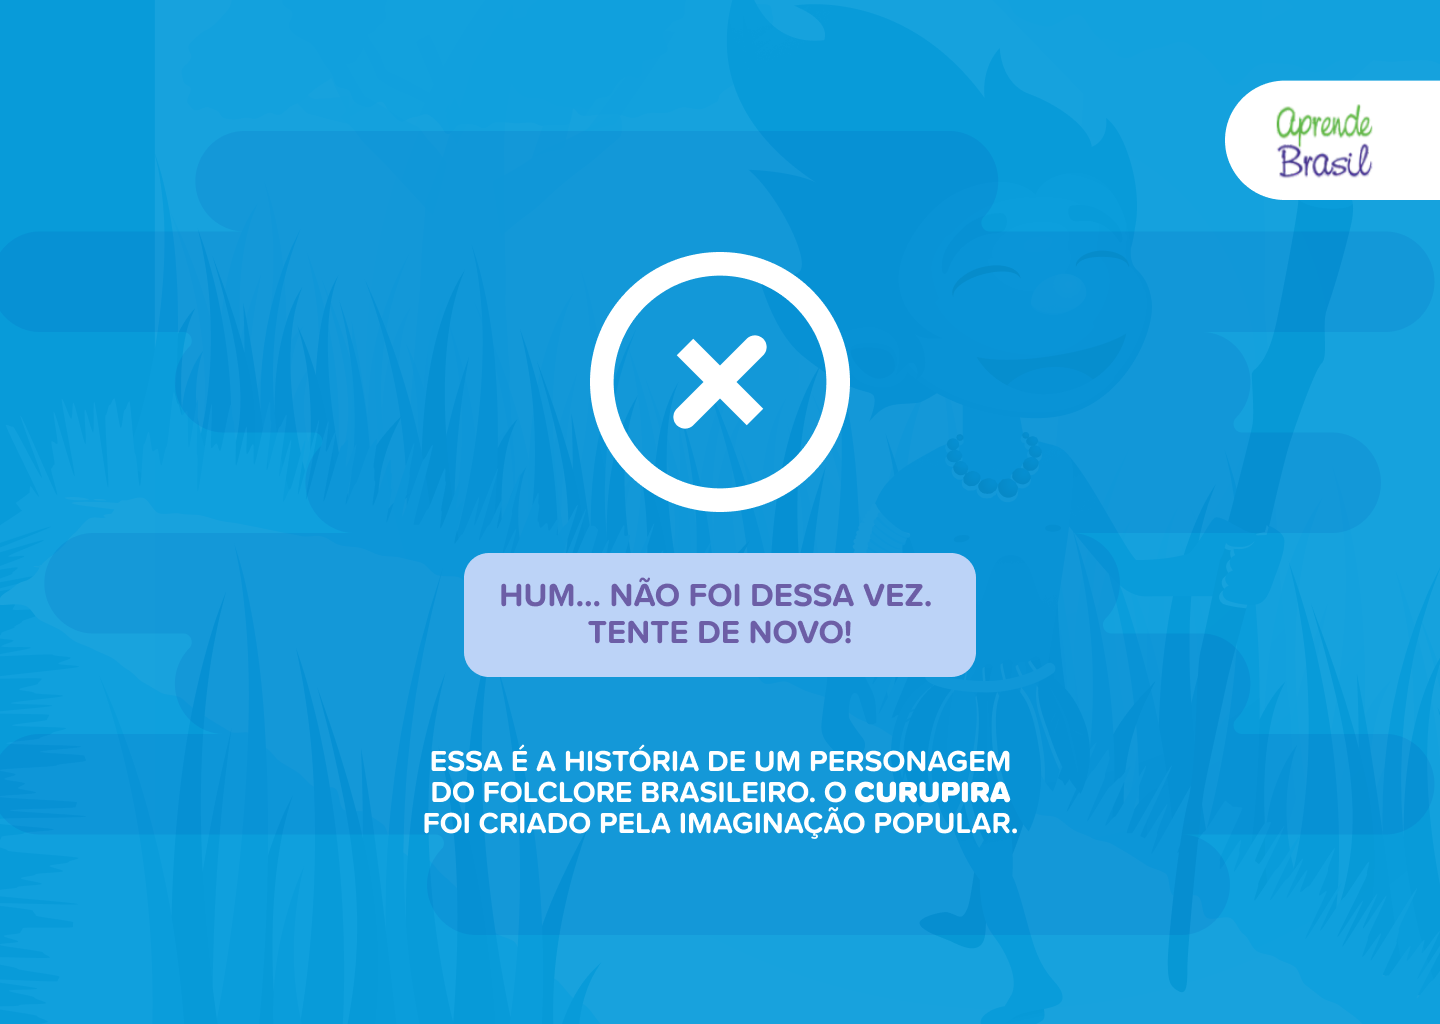 aprende
Brasil
HUM... NÃO FOI DESSA VEZ.
TENTE DE NOVO!
ESSA É A HISTÓRIA DE UM PERSONAGEM
DO FOLCLORE BRASILEIRO. O CURUPIRA
FOI CRIADO PELA IMAGINAÇÃO POPULAR.